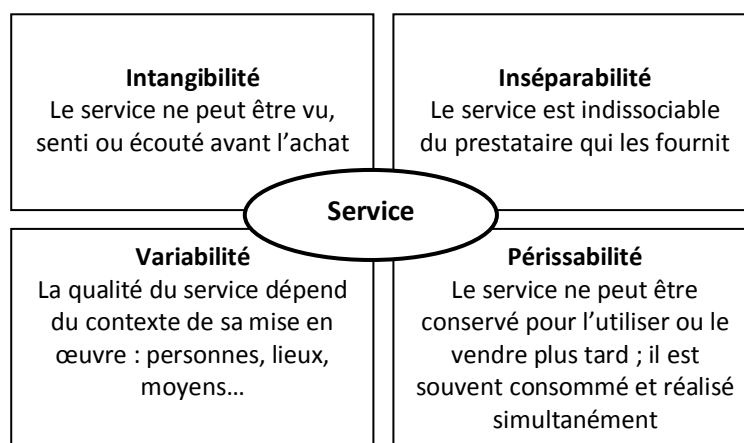 Intangibilité
Le service ne peut être vu,
senti ou écouté avant l’achat
Inséparabilité
Le service est indissociable
du prestataire qui les fournit
Service
Variabilité
La qualité du service dépend
du contexte de sa mise en
œuvre : personnes, lieux,
moyens…
Périssabilité
Le service ne peut être
conservé pour l’utiliser ou le
vendre plus tard ; il est
souvent consommé et réalisé
simultanément